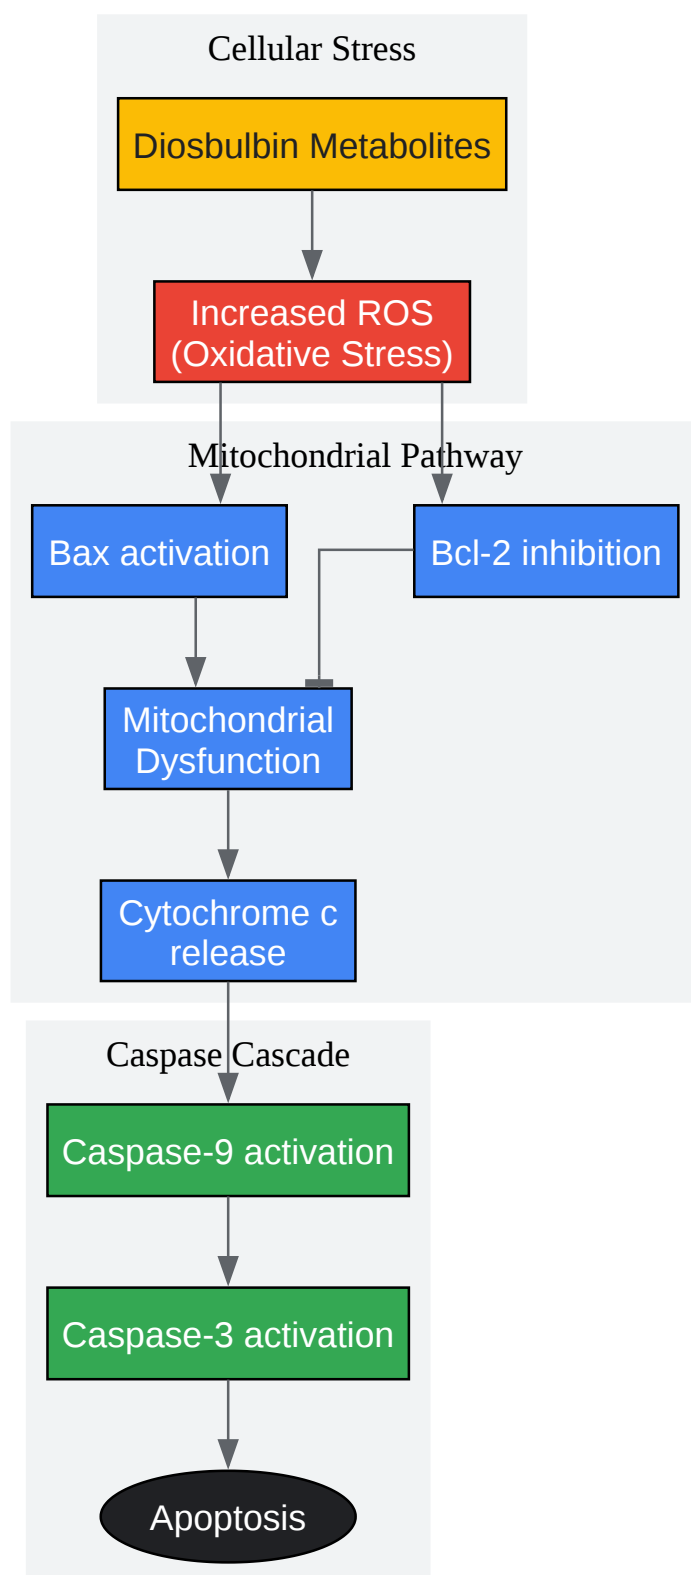 Cellular Stress
Diosbulbin Metabolites
Increased ROS
(Oxidative Stress)
Mitochondrial Pathway
Bax activation
Bcl-2 inhibition
Mitochondrial
Dysfunction
Cytochrome c
release
Caspase Cascade
Caspase-9 activation
Caspase-3 activation
Apoptosis